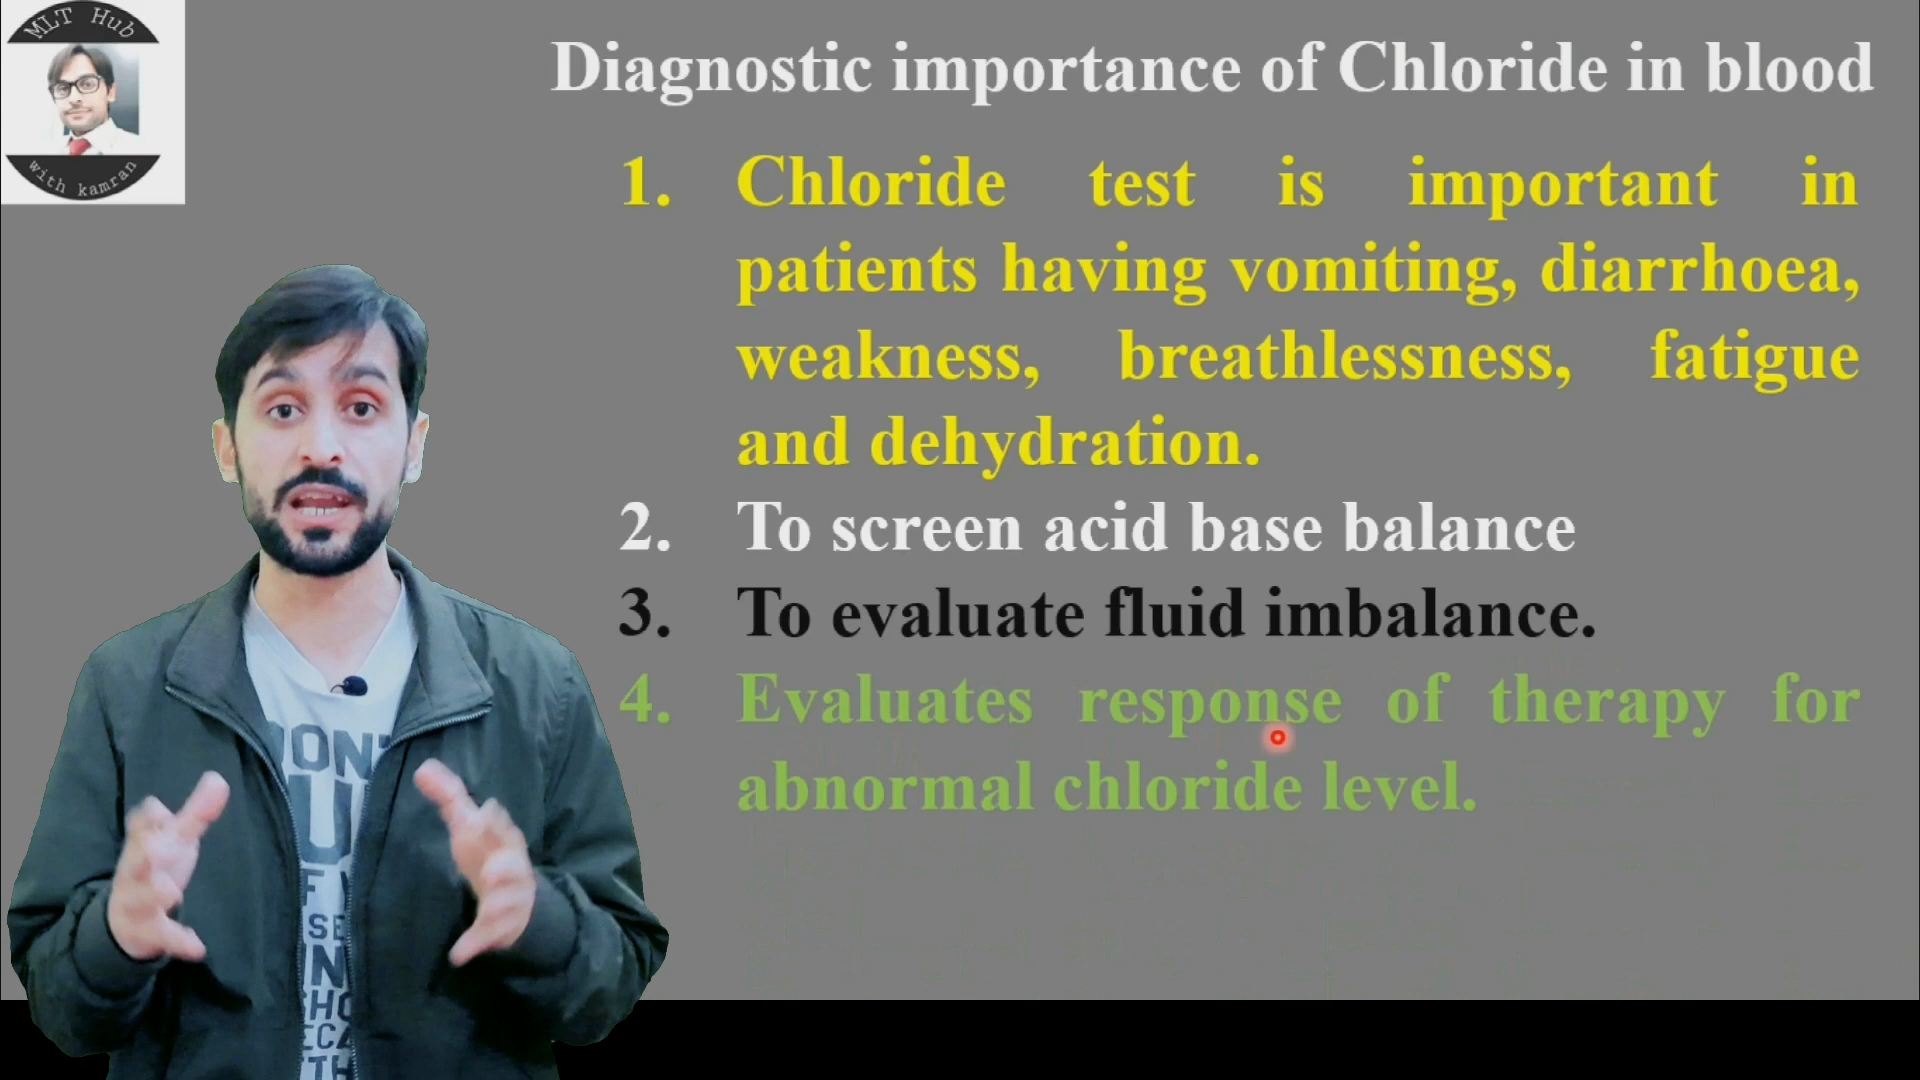 MLT Hub
with kamran
Diagnostic importance of Chloride in blood
1. Chloride test is important in
patients having vomiting, diarrhoea,
weakness, breathlessness, fatigue
and dehydration.
2. To screen acid base balance
3. To evaluate fluid imbalance.
4. Evaluates response of therapy for
abnormal chloride level.